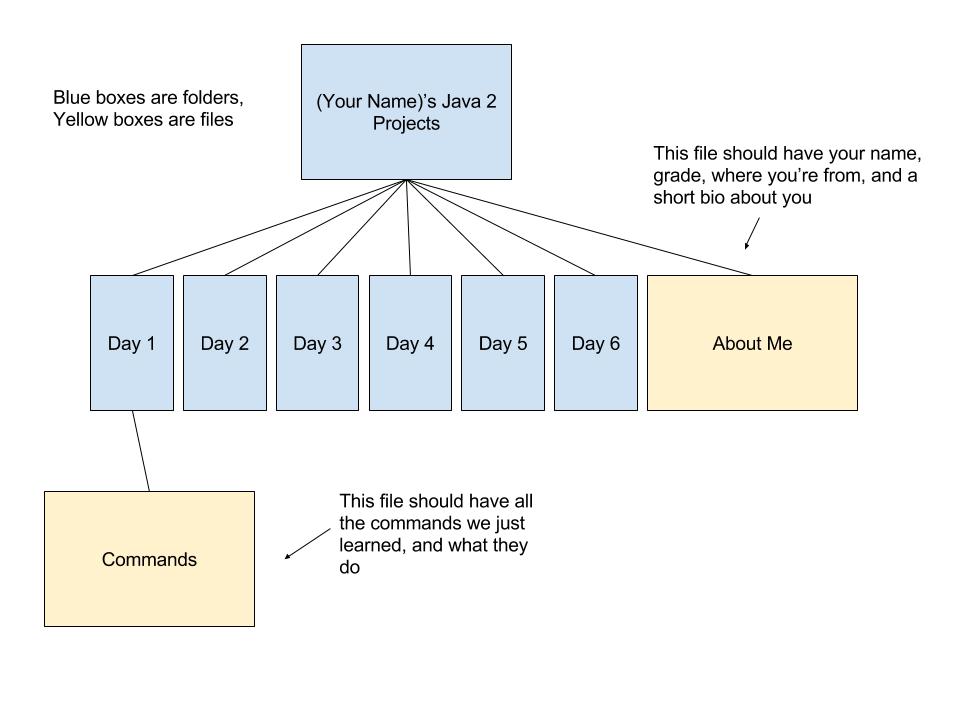 Blue boxes are folders,
Yellow boxes are files
(Your Name)’s Java 2
Projects
This file should have your name,
grade, where you’re from, and a
short bio about you
Day 1
Day 2
Day 3
Day 4
Day 5
Day 6
About Me
Commands
This file should have all
the commands we just
learned, and what they
do